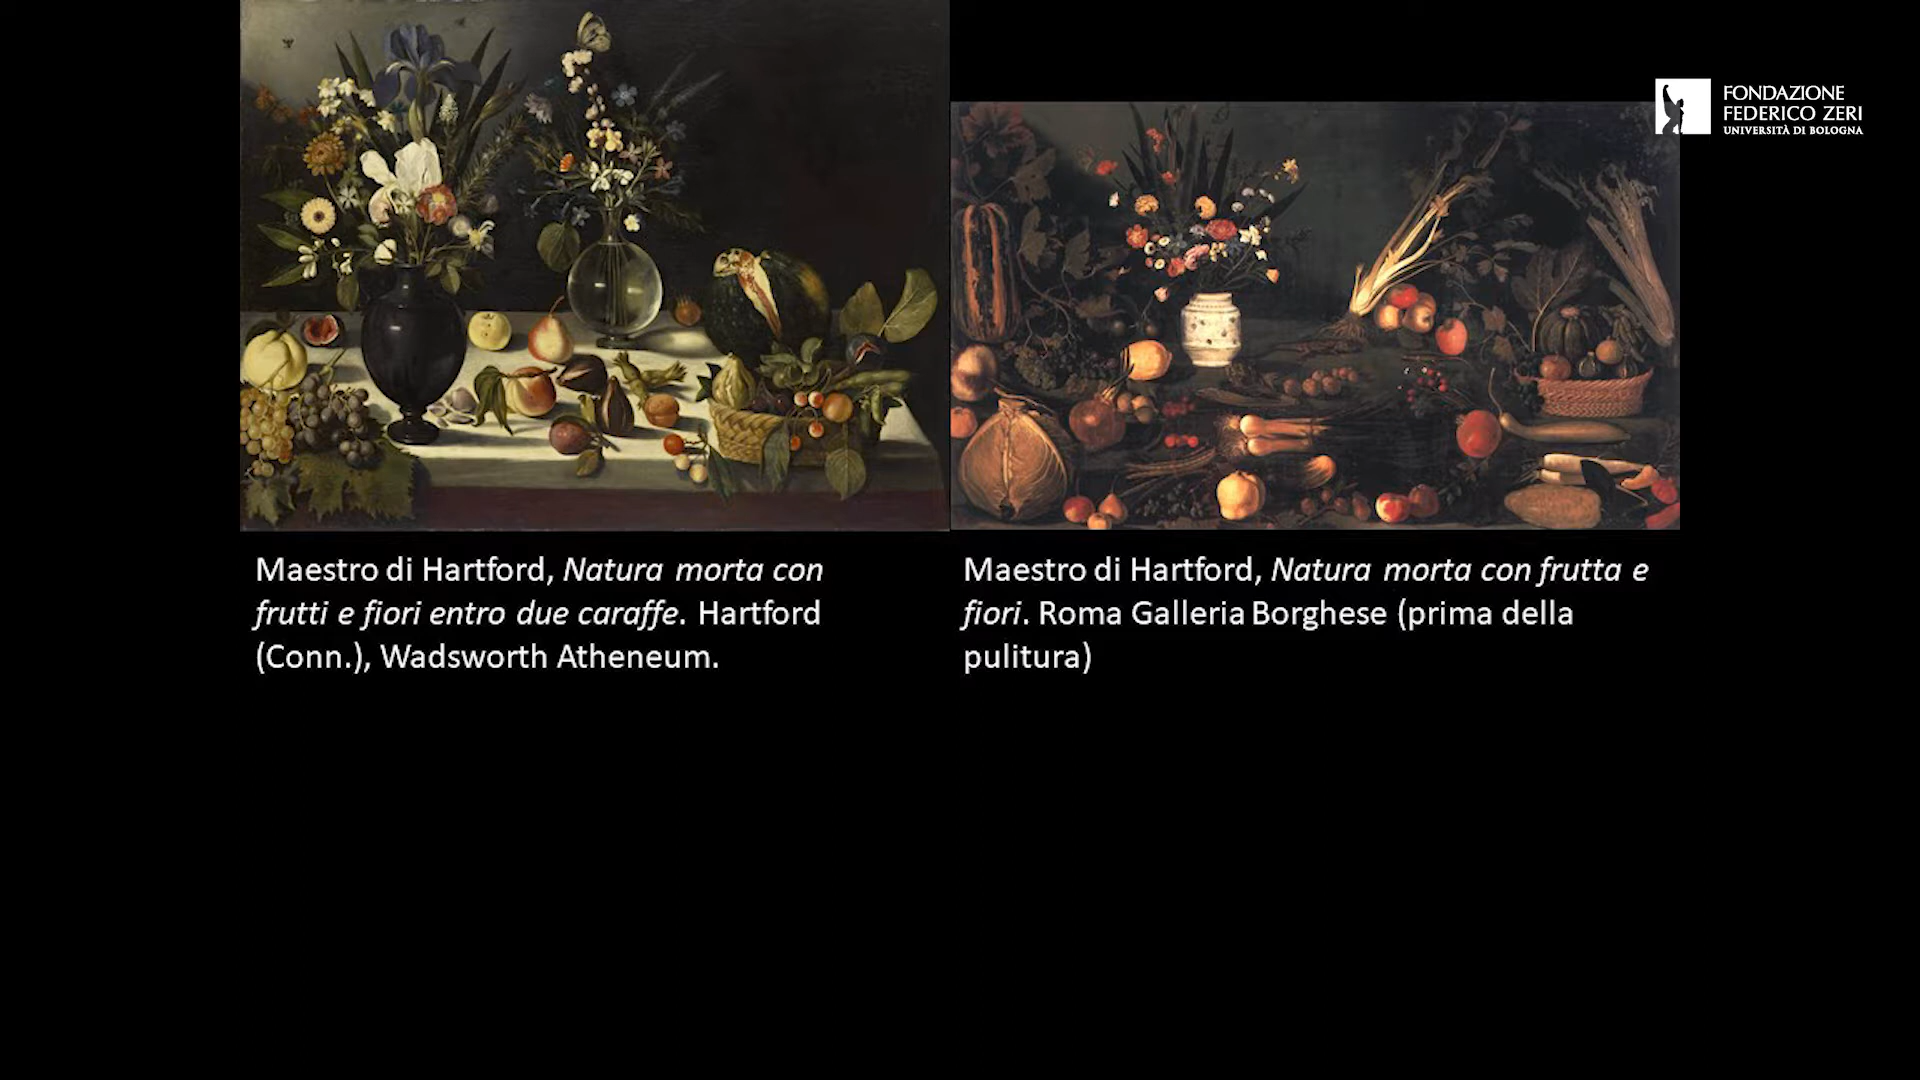 FONDAZIONE
FEDERICO ZERI
UNIVERSITÀ DI BOLOGNA
Maestro di Hartford, Natura morta con
frutti e fiori entro due caraffe. Hartford
(Conn.), Wadsworth Atheneum.
Maestro di Hartford, Natura morta con frutta e
fiori. Roma Galleria Borghese (prima della
pulitura)